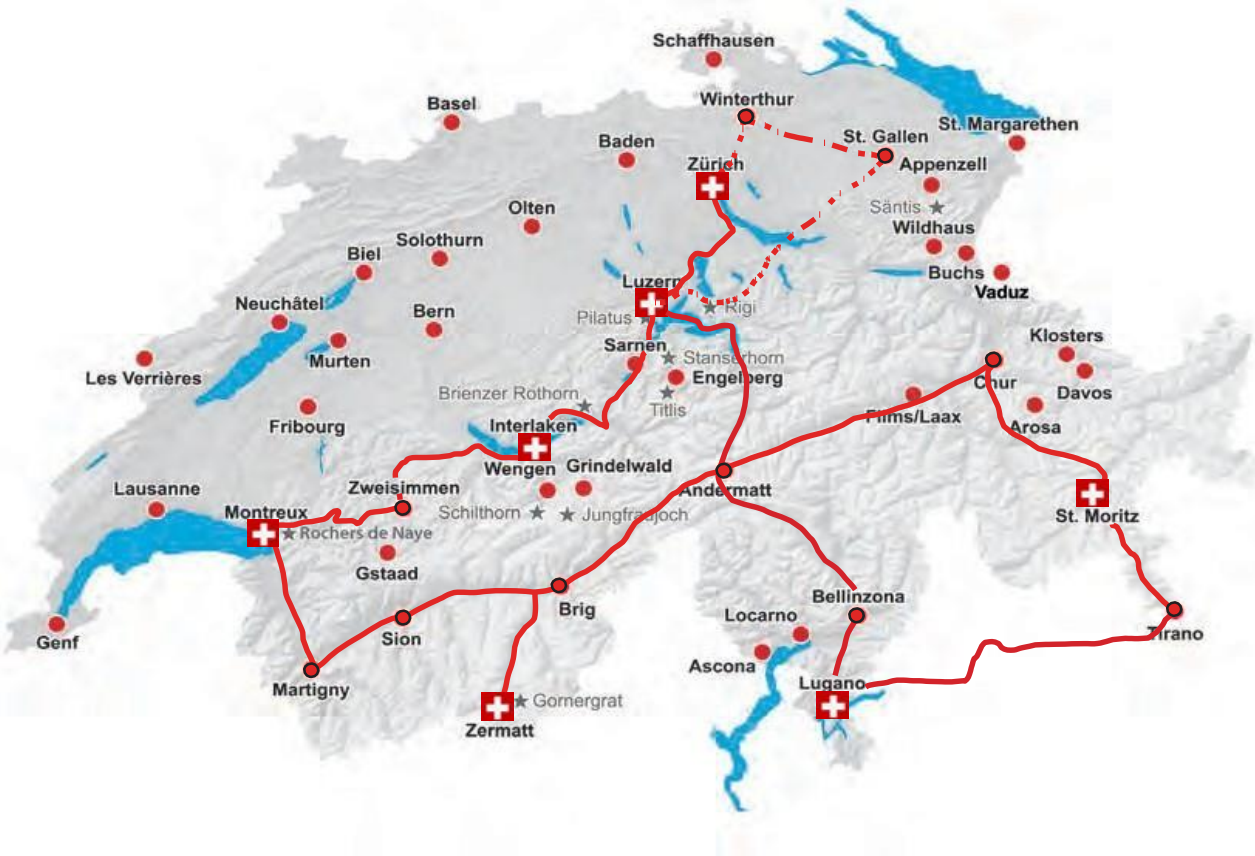 Schaffhausen
Basel
Winterthur
St. Margarethen
Baden
St. Gallen
Zürich
Appenzell
Säntis
Olten
Wildhaus
Solothurn
Biel
Buchs
Luzern
Vaduz
Neuchâtel
Bern
Rigi
Pilatus
Klosters
Sarnen
Stanserhorn
Murten
Les Verrières
Engelberg
Chur
Davos
Brienzer Rothorn
Titlis
Flims/Laax
Arosa
Fribourg
Interlaken
Wengen
Grindelwald
Lausanne
Zweisimmen
Andermatt
Montreux
Schilthorn
Jungfraujoch
St. Moritz
Rochers de Naye
Gstaad
Bellinzona
Brig
Locarno
Genf
Sion
Tirano
Ascona
Martigny
Lugano
Gornergrat
Zermatt